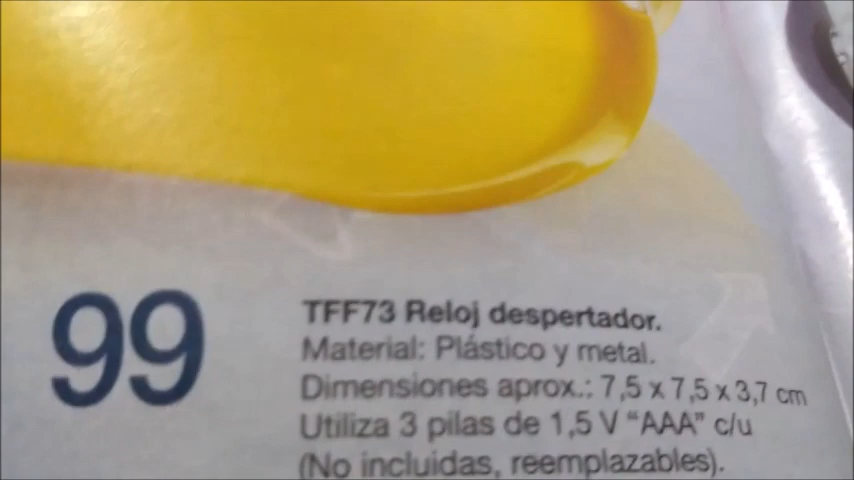 99
TFF73 Reloj despertador.
Material: Plástico y metal.
Dimensiones aprox.: 7,5 x 7,5 x 3,7 cm
Utiliza 3 pilas de 1,5 V “AAA” c/u
(No incluidas, reemplazables).